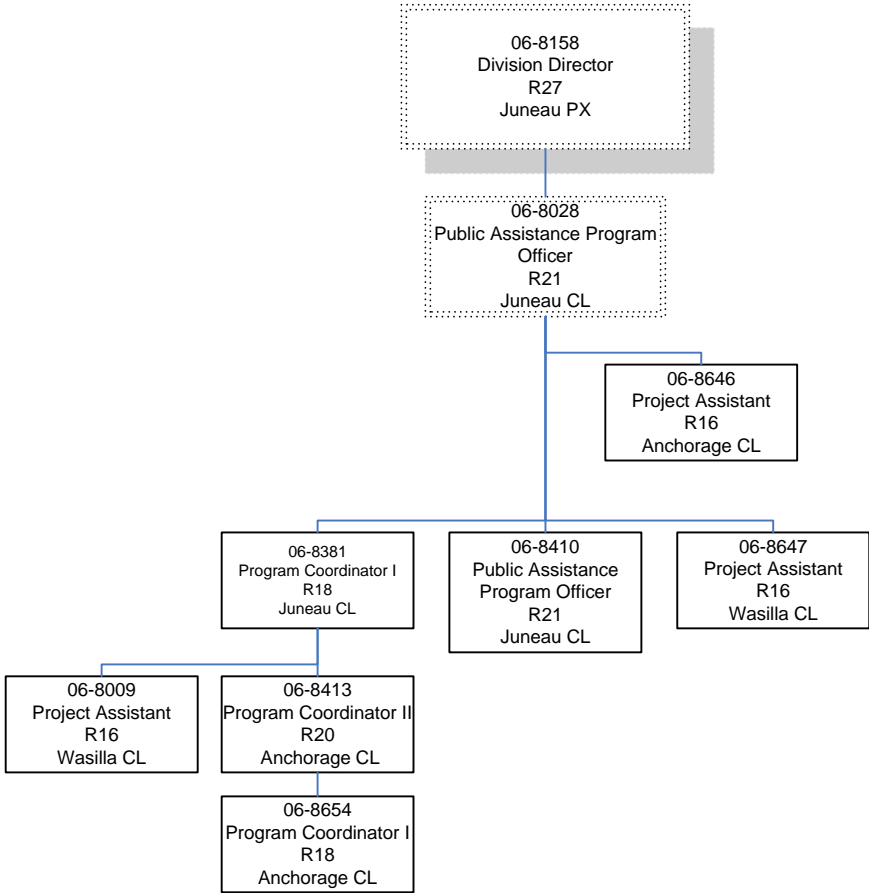 06-8158
Division Director
R27
Juneau PX
06-8028
Public Assistance Program
Officer
R21
Juneau CL
06-8646
Project Assistant
R16
Anchorage CL
06-8381
Program Coordinator I
R18
Juneau CL
06-8410
Public Assistance
Program Officer
R21
Juneau CL
06-8647
Project Assistant
R16
Wasilla CL
06-8009
Project Assistant
R16
Wasilla CL
06-8413
Program Coordinator II
R20
Anchorage CL
06-8654
Program Coordinator I
R18
Anchorage CL